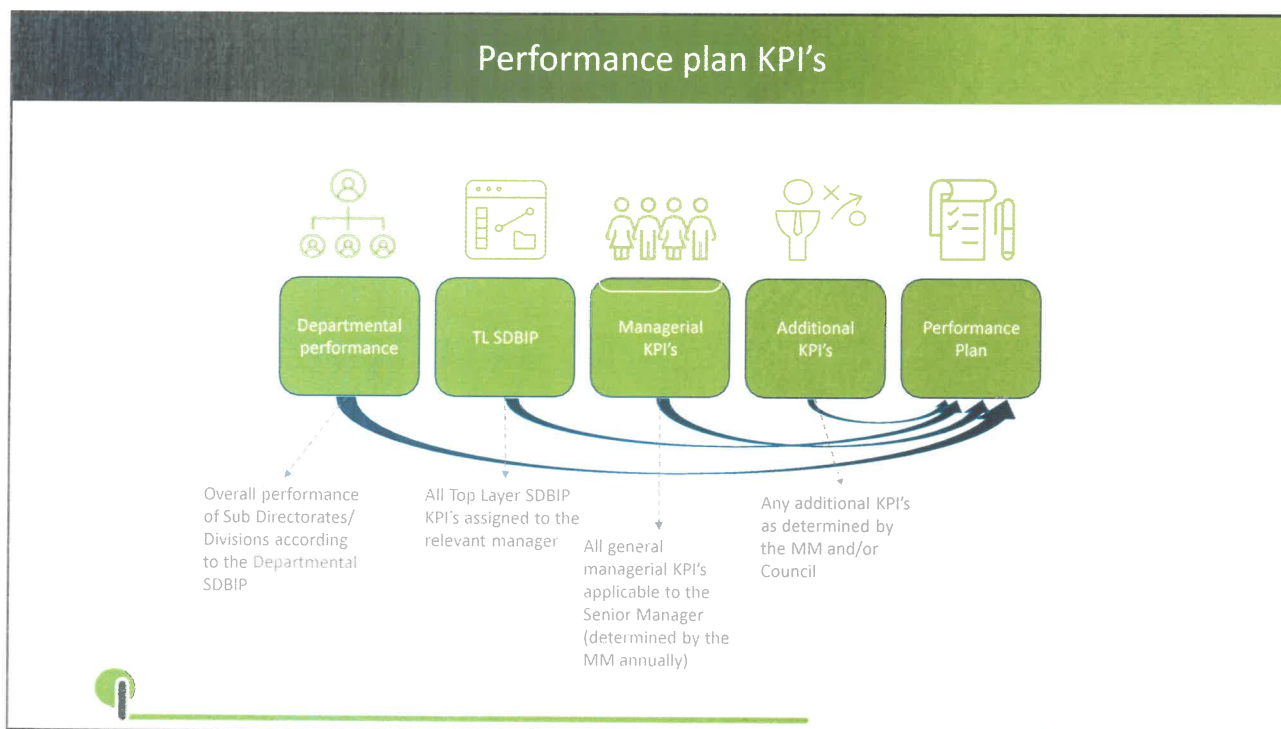 Performance plan KPI's
Departmental
performance
TL SDBIP
Managerial
KPI's
Additional
KPI's
Performance
Plan
Overall performance
of Sub Directorates/
Divisions according
to the Departmental
SDBIP
All Top Layer SDBIP
KPI's assigned to the
relevant manager
All general
managerial KPI's
applicable to the
Senior Manager
(determined by the
MM annually)
Any additional KPI's
as determined by
the MM and/or
Council